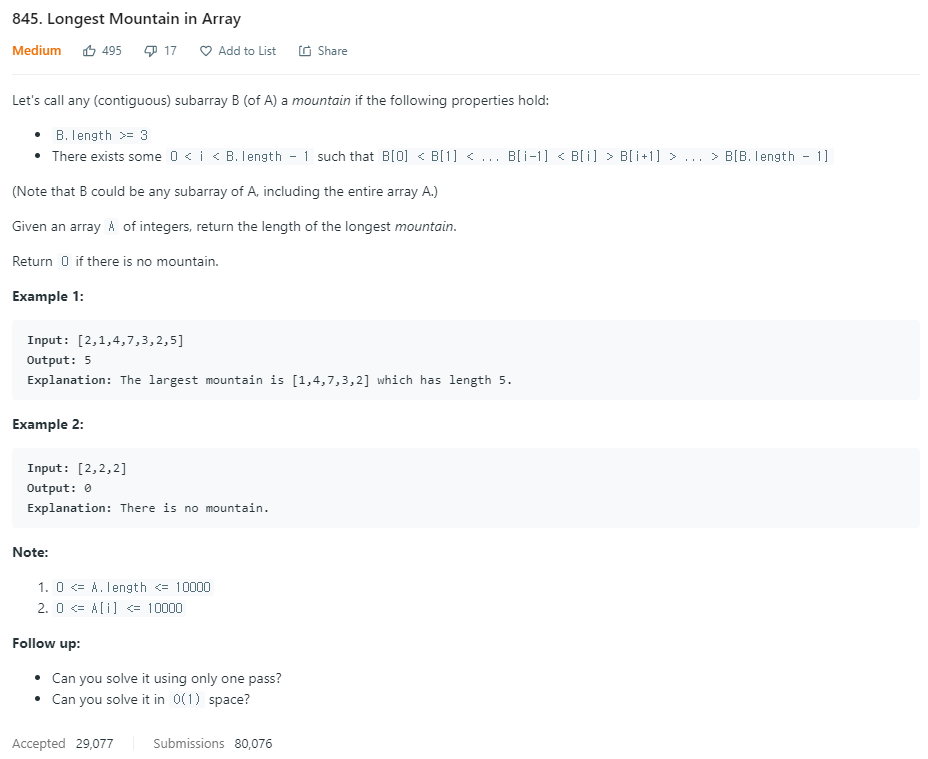 845. Longest Mountain in Array
Medium 495 17 Add to List Share
Let's call any (contiguous) subarray B (of A) a mountain if the following properties hold:
• B.length >= 3
• There exists some 0 < i < B.length - 1 such that B[0] < B[1] < ... B[i-1] < B[i] > B[i+1] > ... > B[B.length - 1]
(Note that B could be any subarray of A, including the entire array A.)
Given an array A of integers, return the length of the longest mountain.
Return 0 if there is no mountain.
Example 1:
Input: [2,1,4,7,3,2,5]
Output: 5
Explanation: The largest mountain is [1,4,7,3,2] which has length 5.
Example 2:
Input: [2,2,2]
Output: 0
Explanation: There is no mountain.
Note:
1. 0 <= A.length <= 10000
2. 0 <= A[i] <= 10000
Follow up:
• Can you solve it using only one pass?
• Can you solve it in O(1) space?
Accepted 29,077 Submissions 80,076